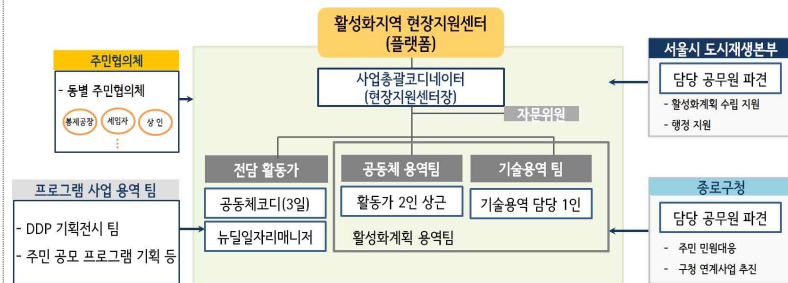 활성화지역 현장지원센터
(플랫폼)
사업총괄코디네이터
(현장지원센터장)
자문위원
주민협의체
- 동별 주민협의체
봉제공장 세입자 상 인
⋮
프로그램 사업 용역 팀
- DDP 기획전시 팀
- 주민 공모 프로그램 기획 등
전담 활동가
공동체코디(3일)
뉴딜일자리매니저
공동체 용역팀
활동가 2인 상근
기술용역 팀
기술용역 담당 1인
활성화계획 용역팀
서울시 도시재생본부
담당 공무원 파견
- 활성화계획 수립 지원
- 행정 지원
종로구청
담당 공무원 파견
- 주민 민원대응
- 구청 연계사업 추진